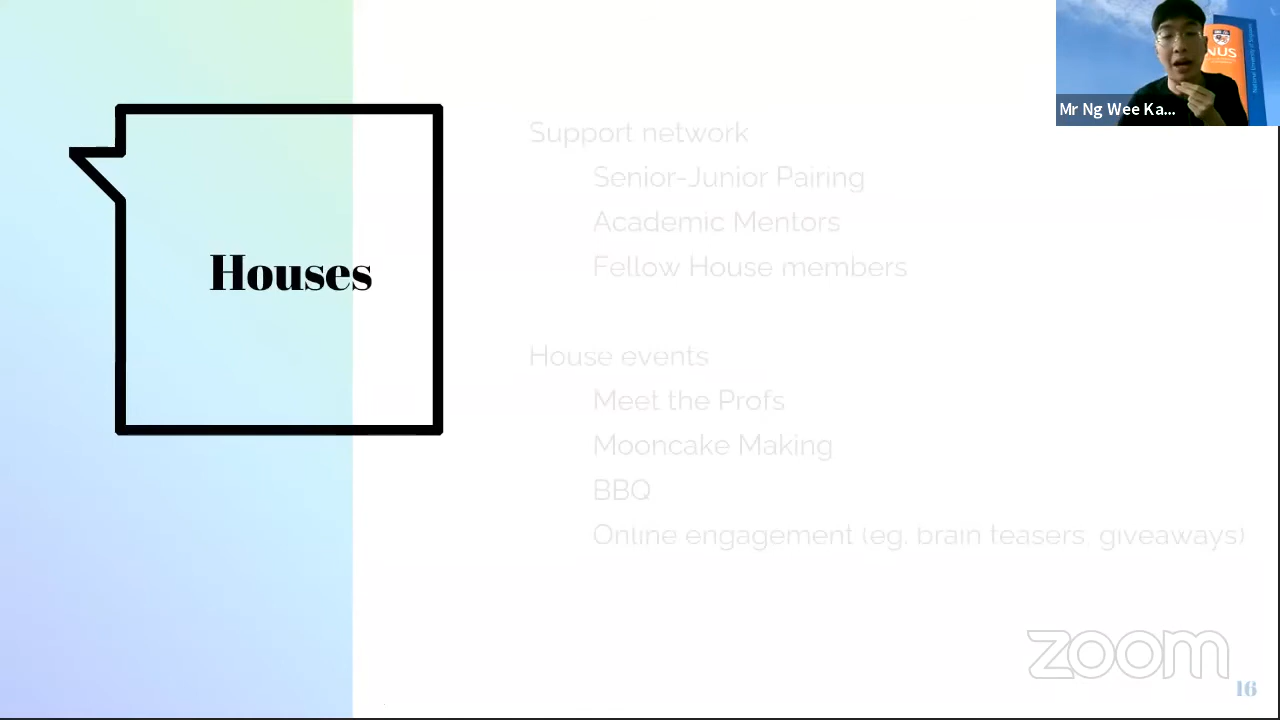 Houses
Support network
Senior-Junior Pairing
Academic Mentors
Fellow House members
House events
Meet the Profs
Mooncake Making
BBQ
Online engagement (eg. brain teasers, giveaways)
NUS
Mr Ng Wee Ka...
zoom
16